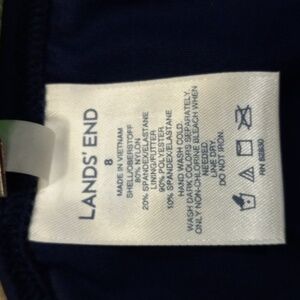 LANDS' END
8
MADE IN VIETNAM
SHELL/OBERSTOFF
80% NYLON
20% SPANDEX/ELASTANE
LINING/FUTTER
90% POLYESTER
10% SPANDEX/ELASTANE
HAND WASH COLD.
WASH DARK COLORS SEPARATELY.
ONLY NON-CHLORINE BLEACH WHEN
NEEDED.
LINE DRY.
DO NOT IRON.